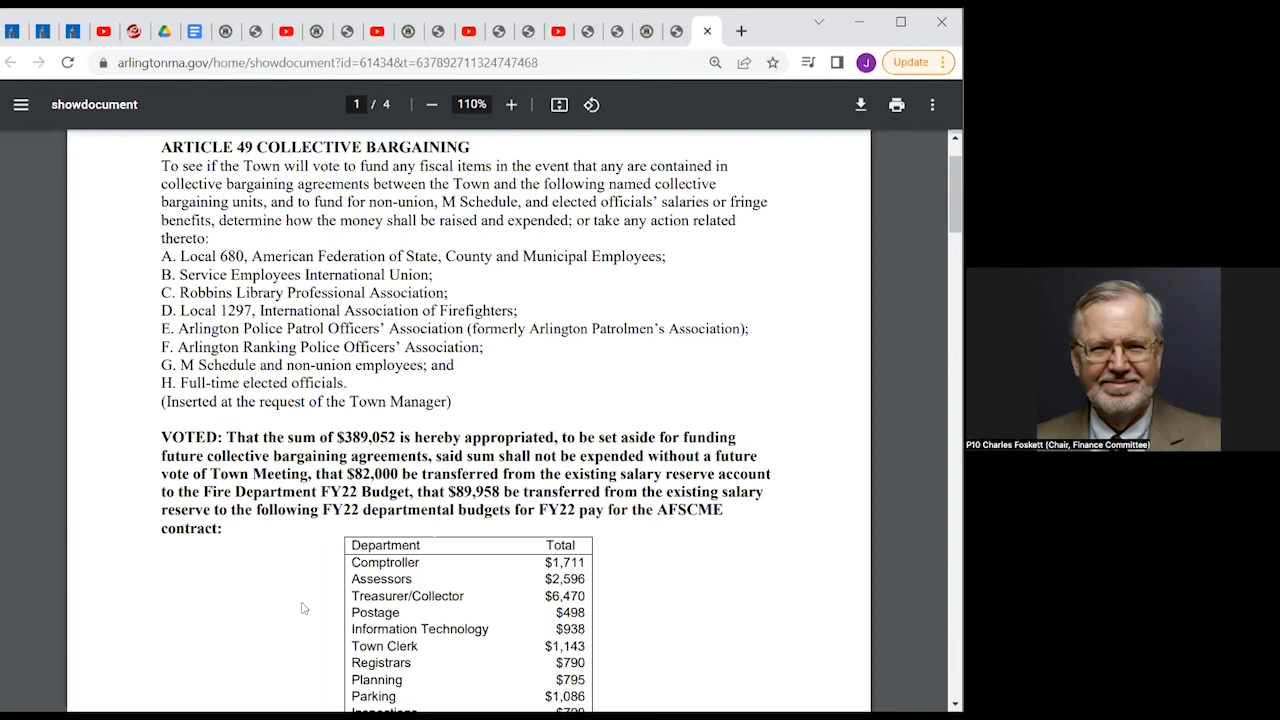 J
Update
arlingtonma.gov/home/showdocument?id=61434&t=637892711324747468
showdocument
1 / 4
110%
ARTICLE 49 COLLECTIVE BARGAINING
To see if the Town will vote to fund any fiscal items in the event that any are contained in
collective bargaining agreements between the Town and the following named collective
bargaining units, and to fund for non-union, M Schedule, and elected officials' salaries or fringe
benefits, determine how the money shall be raised and expended; or take any action related
thereto:
A. Local 680, American Federation of State, County and Municipal Employees;
B. Service Employees International Union;
C. Robbins Library Professional Association;
D. Local 1297, International Association of Firefighters;
E. Arlington Police Patrol Officers' Association (formerly Arlington Patrolmen's Association);
F. Arlington Ranking Police Officers' Association;
G. M Schedule and non-union employees; and
H. Full-time elected officials.
(Inserted at the request of the Town Manager)
VOTED: That the sum of $389,052 is hereby appropriated, to be set aside for funding
future collective bargaining agreements, said sum shall not be expended without a future
vote of Town Meeting, that $82,000 be transferred from the existing salary reserve account
to the Fire Department FY22 Budget, that $89,958 be transferred from the existing salary
reserve to the following FY22 departmental budgets for FY22 pay for the AFSCME
contract:
Department Total
Comptroller $1,711
Assessors $2,596
Treasurer/Collector $6,470
Postage $498
Information Technology $938
Town Clerk $1,143
Registrars $790
Planning $795
Parking $1,086
P10 Charles Foskett (Chair, Finance Committee)